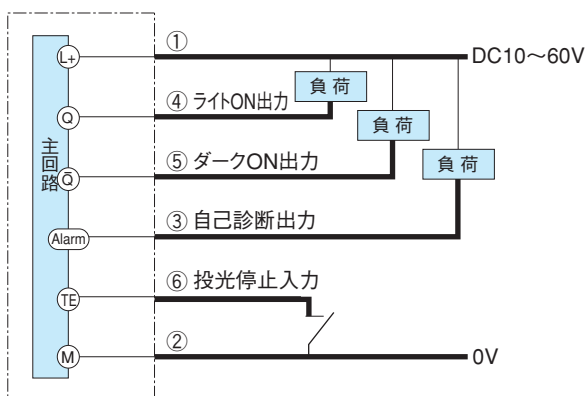 ①
L+
DC10～60V
負荷
④ ライトON出力
Q
負荷
主回路
⑤ ダークON出力
Q̄
負荷
③ 自己診断出力
Alarm
⑥ 投光停止入力
TE
②
M
0V